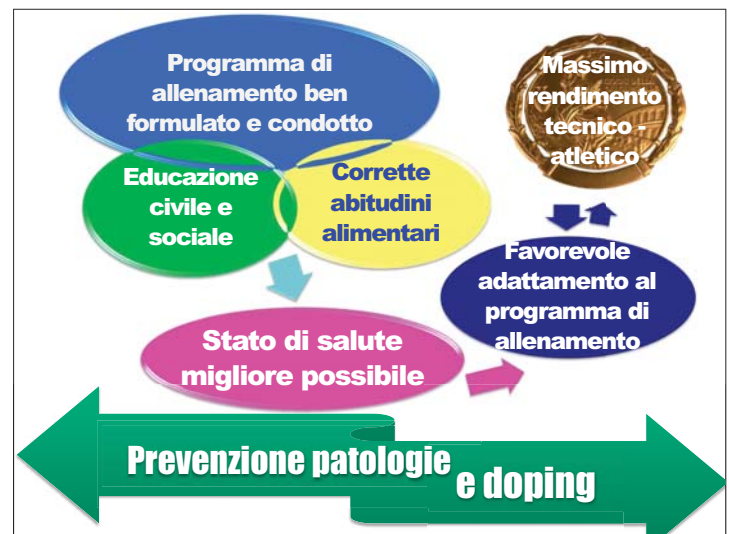 Programma di
allenamento ben
formulato e condotto
Massimo
rendimento
tecnico -
atletico
Educazione
civile e
sociale
Corrette
abitudini
alimentari
Favorevole
adattamento al
programma di
allenamento
Stato di salute
migliore possibile
Prevenzione patologie
e doping